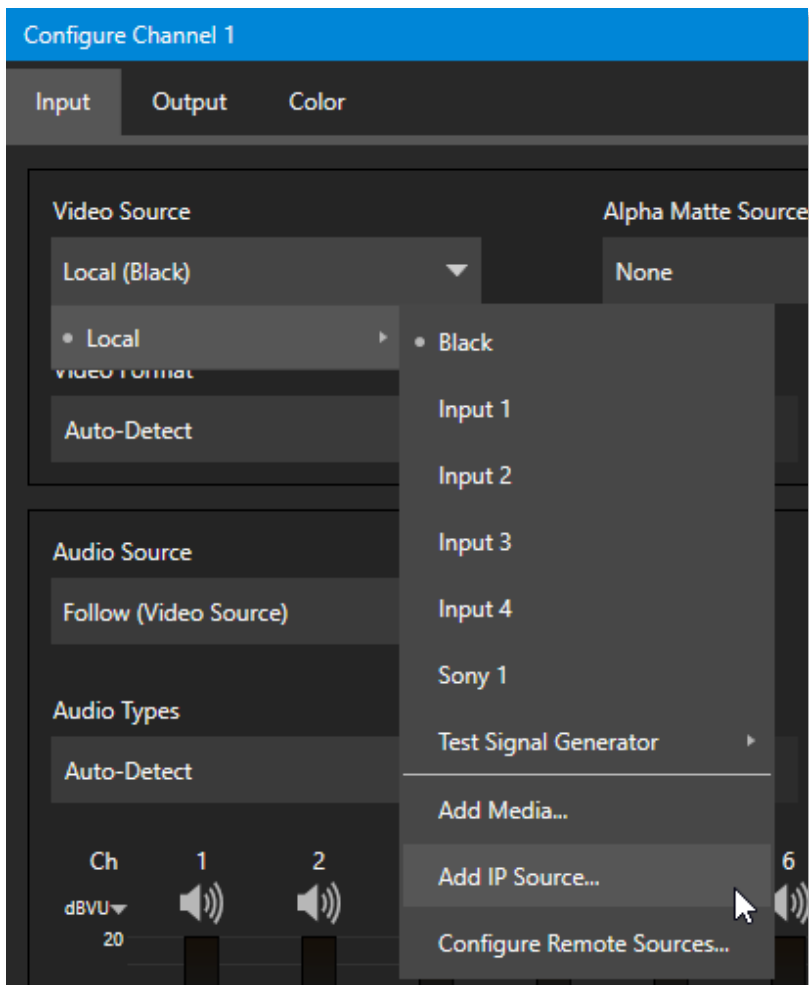 Configure Channel 1
Input Output Color
Video Source Alpha Matte Source
Local (Black) None
Local
Black
Video Format
Input 1
Auto-Detect
Input 2
Input 3
Audio Source
Follow (Video Source)
Input 4
Sony 1
Audio Types
Test Signal Generator
Auto-Detect
Add Media...
Ch 1 2 6
Add IP Source...
dBVU
20
Configure Remote Sources...